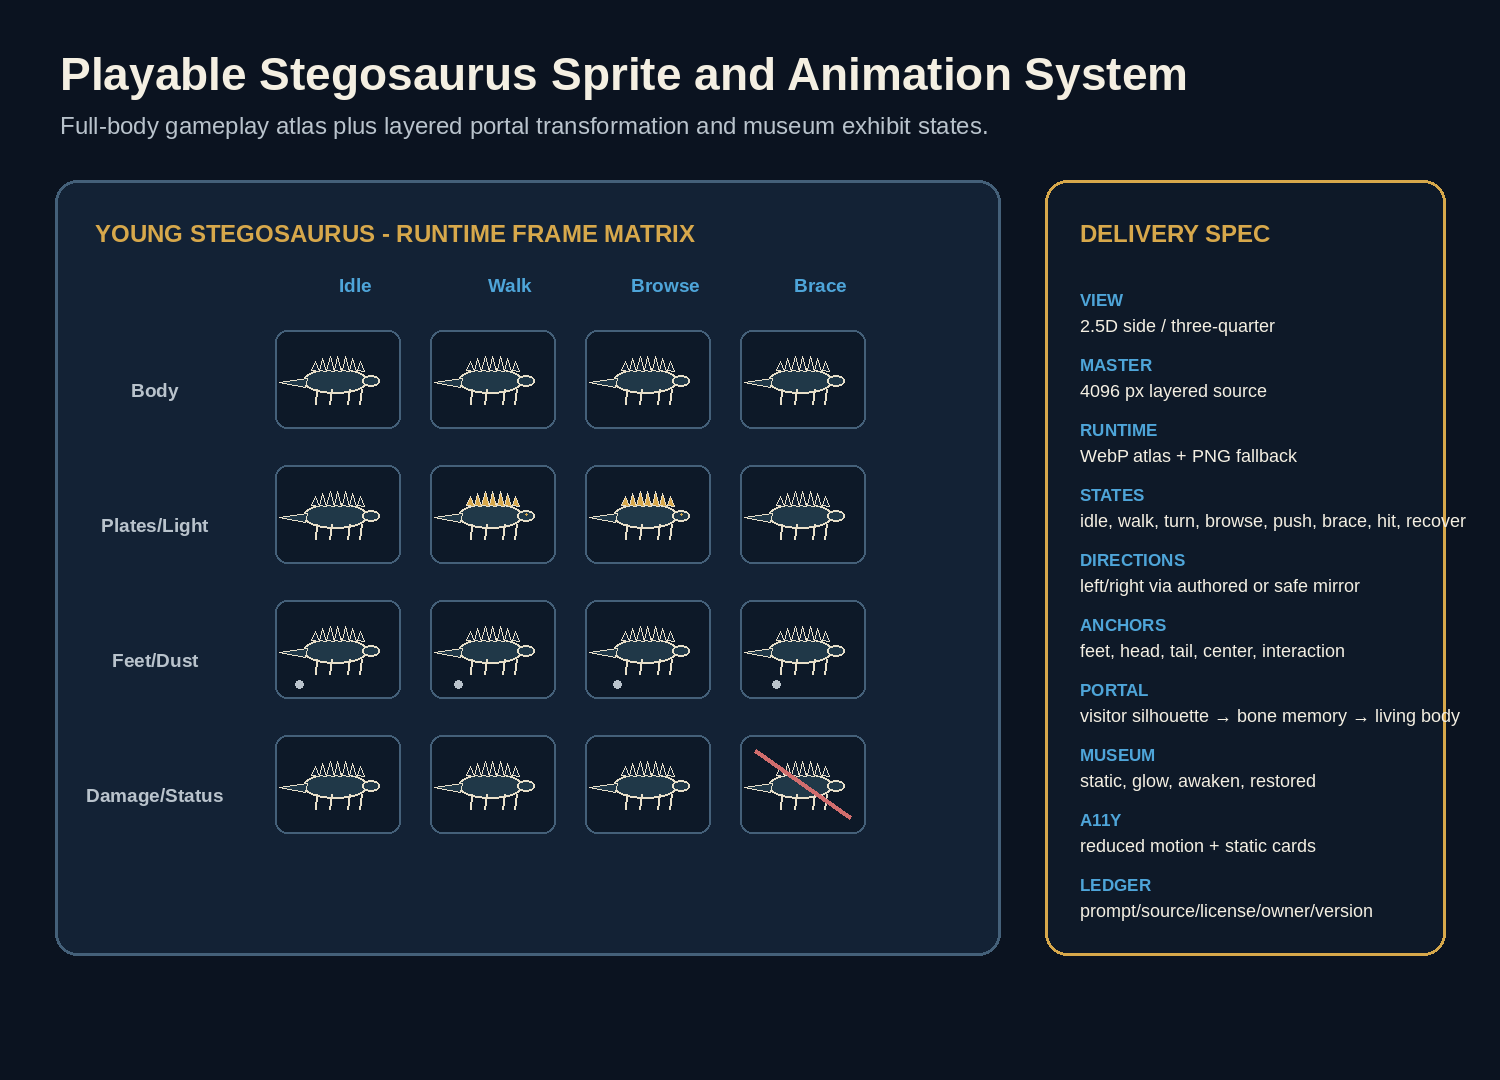 Playable Stegosaurus Sprite and Animation System
Full-body gameplay atlas plus layered portal transformation and museum exhibit states.
YOUNG STEGOSAURUS - RUNTIME FRAME MATRIX
Idle
Walk
Browse
Brace
Body
Plates/Light
Feet/Dust
Damage/Status
DELIVERY SPEC
VIEW
2.5D side / three-quarter
MASTER
4096 px layered source
RUNTIME
WebP atlas + PNG fallback
STATES
idle, walk, turn, browse, push, brace, hit, recover
DIRECTIONS
left/right via authored or safe mirror
ANCHORS
feet, head, tail, center, interaction
PORTAL
visitor silhouette → bone memory → living body
MUSEUM
static, glow, awaken, restored
A11Y
reduced motion + static cards
LEDGER
prompt/source/license/owner/version